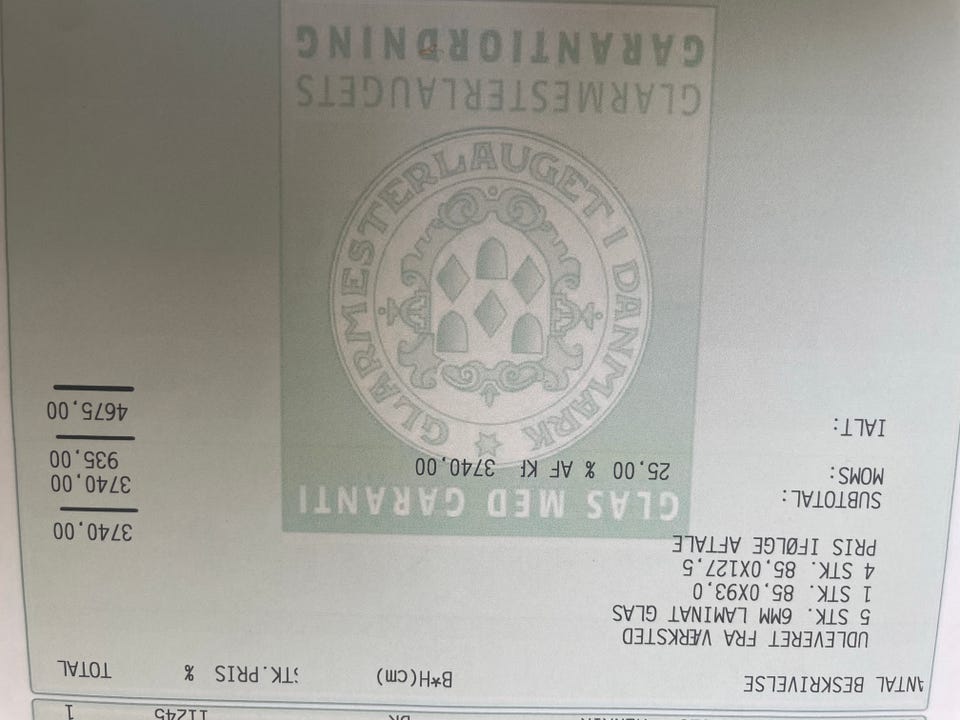 11245 1
ANTAL BESKRIVELSE B*H(cm) STK.PRIS % TOTAL
UDLEVERET FRA VÆRKSTED
5 STK. 6MM LAMINAT GLAS
1 STK. 85,0X93,0
4 STK. 85,0X127,5
PRIS IFØLGE AFTALE 3740,00
SUBTOTAL: 3740,00
MOMS: 25,00 % AF KR 3740,00 935,00
IALT: 4675,00
GLAS MED GARANTI
GLARMESTERLAUGET I DANMARK
GLARMESTERLAUGETS
GARANTIORDNING